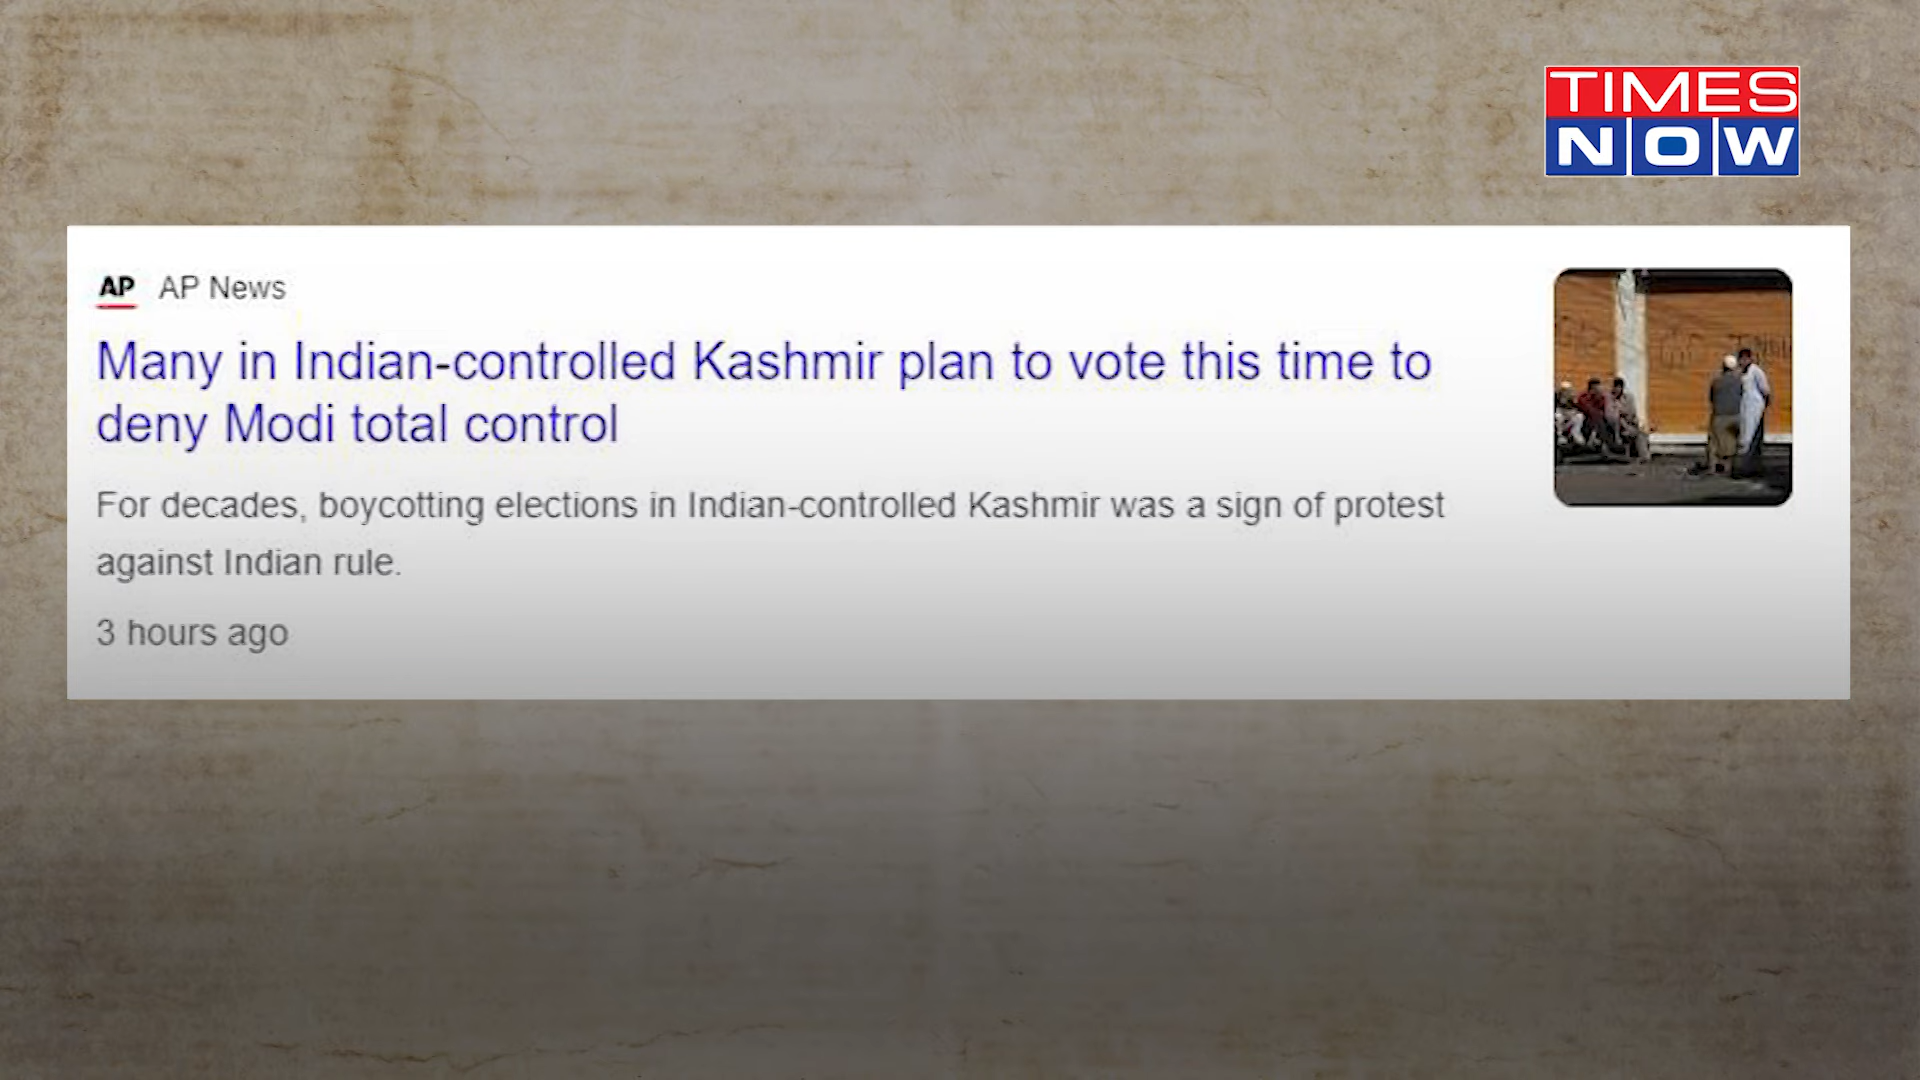 TIMES
NOW
AP AP News
Many in Indian-controlled Kashmir plan to vote this time to
deny Modi total control
For decades, boycotting elections in Indian-controlled Kashmir was a sign of protest
against Indian rule.
3 hours ago